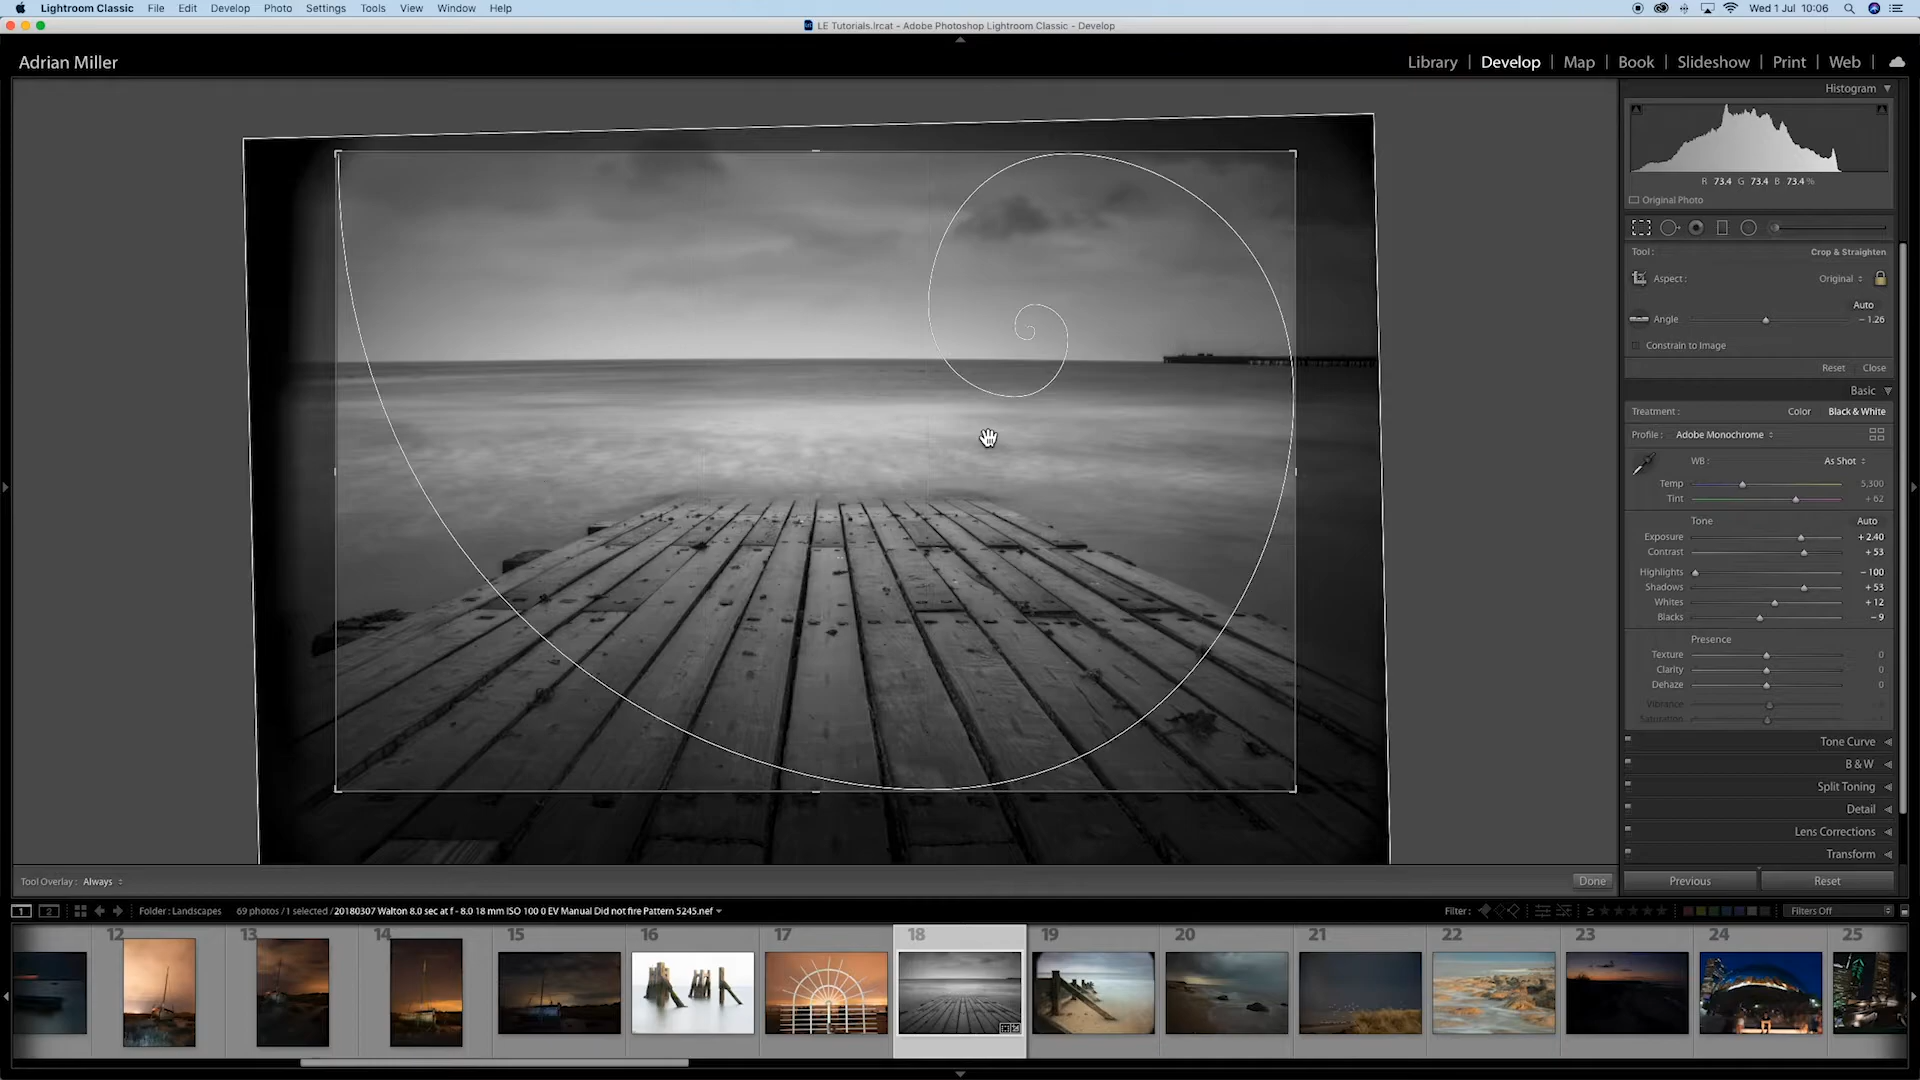 Lightroom Classic File Edit Develop Photo Settings Tools View Window Help Wed 1 Jul 10:06
LE Tutorials.lrcat - Adobe Photoshop Lightroom Classic - Develop
Adrian Miller Library | Develop | Map | Book | Slideshow | Print | Web |
Histogram
R 73.4 G 73.4 B 73.4 %
Original Photo
Tool : Crop & Straighten
Aspect : Original
Auto
Angle - 1.26
Constrain to Image
Reset Close
Basic
Treatment : Color Black & White
Profile : Adobe Monochrome
WB : As Shot
Temp 5,300
Tint + 62
Tone Auto
Exposure + 2.40
Contrast + 53
Highlights - 100
Shadows + 53
Whites + 12
Blacks - 9
Presence
Texture 0
Clarity 0
Dehaze 0
Vibrance
Saturation
Tone Curve
B & W
Split Toning
Detail
Lens Corrections
Transform
Tool Overlay : Always Done Previous Reset
1 2 Folder : Landscapes 69 photos / 1 selected / 20180307 Walton 8.0 sec at f - 8.0 18 mm ISO 100 0 EV Manual Did not fire Pattern 5245.nef Filter : ≥ Filters Off
12 13 14 15 16 17 18 19 20 21 22 23 24 25